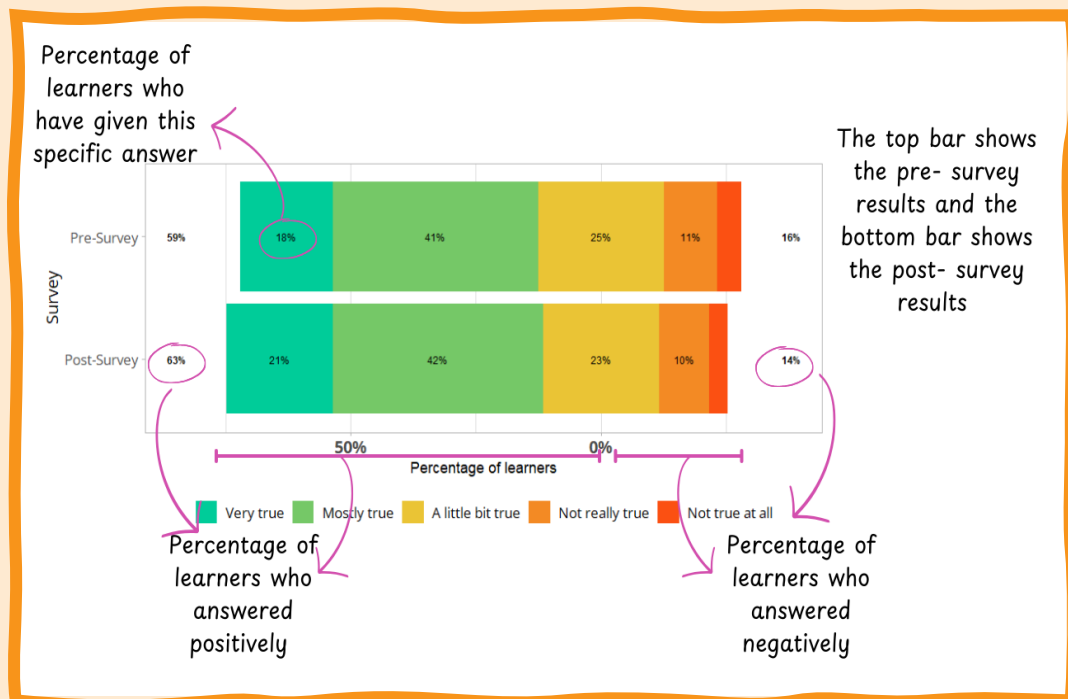 Percentage of
learners who
have given this
specific answer
The top bar shows
the pre- survey
results and the
bottom bar shows
the post- survey
results
Survey
Pre-Survey
59%
18%
41%
25%
11%
16%
Post-Survey
63%
21%
42%
23%
10%
14%
50%
0%
Percentage of learners
Very true
Mostly true
A little bit true
Not really true
Not true at all
Percentage of
learners who
answered
positively
Percentage of
learners who
answered
negatively